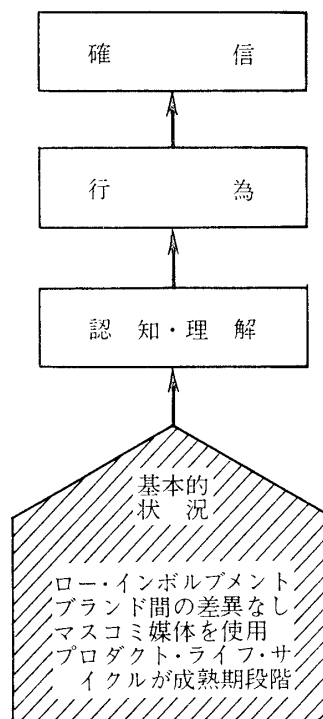 確信
行為
認知・理解
基本的
状況
ロー・インボルブメント
ブランド間の差異なし
マスコミ媒体を使用
プロダクト・ライフ・サ
イクルが成熟期段階